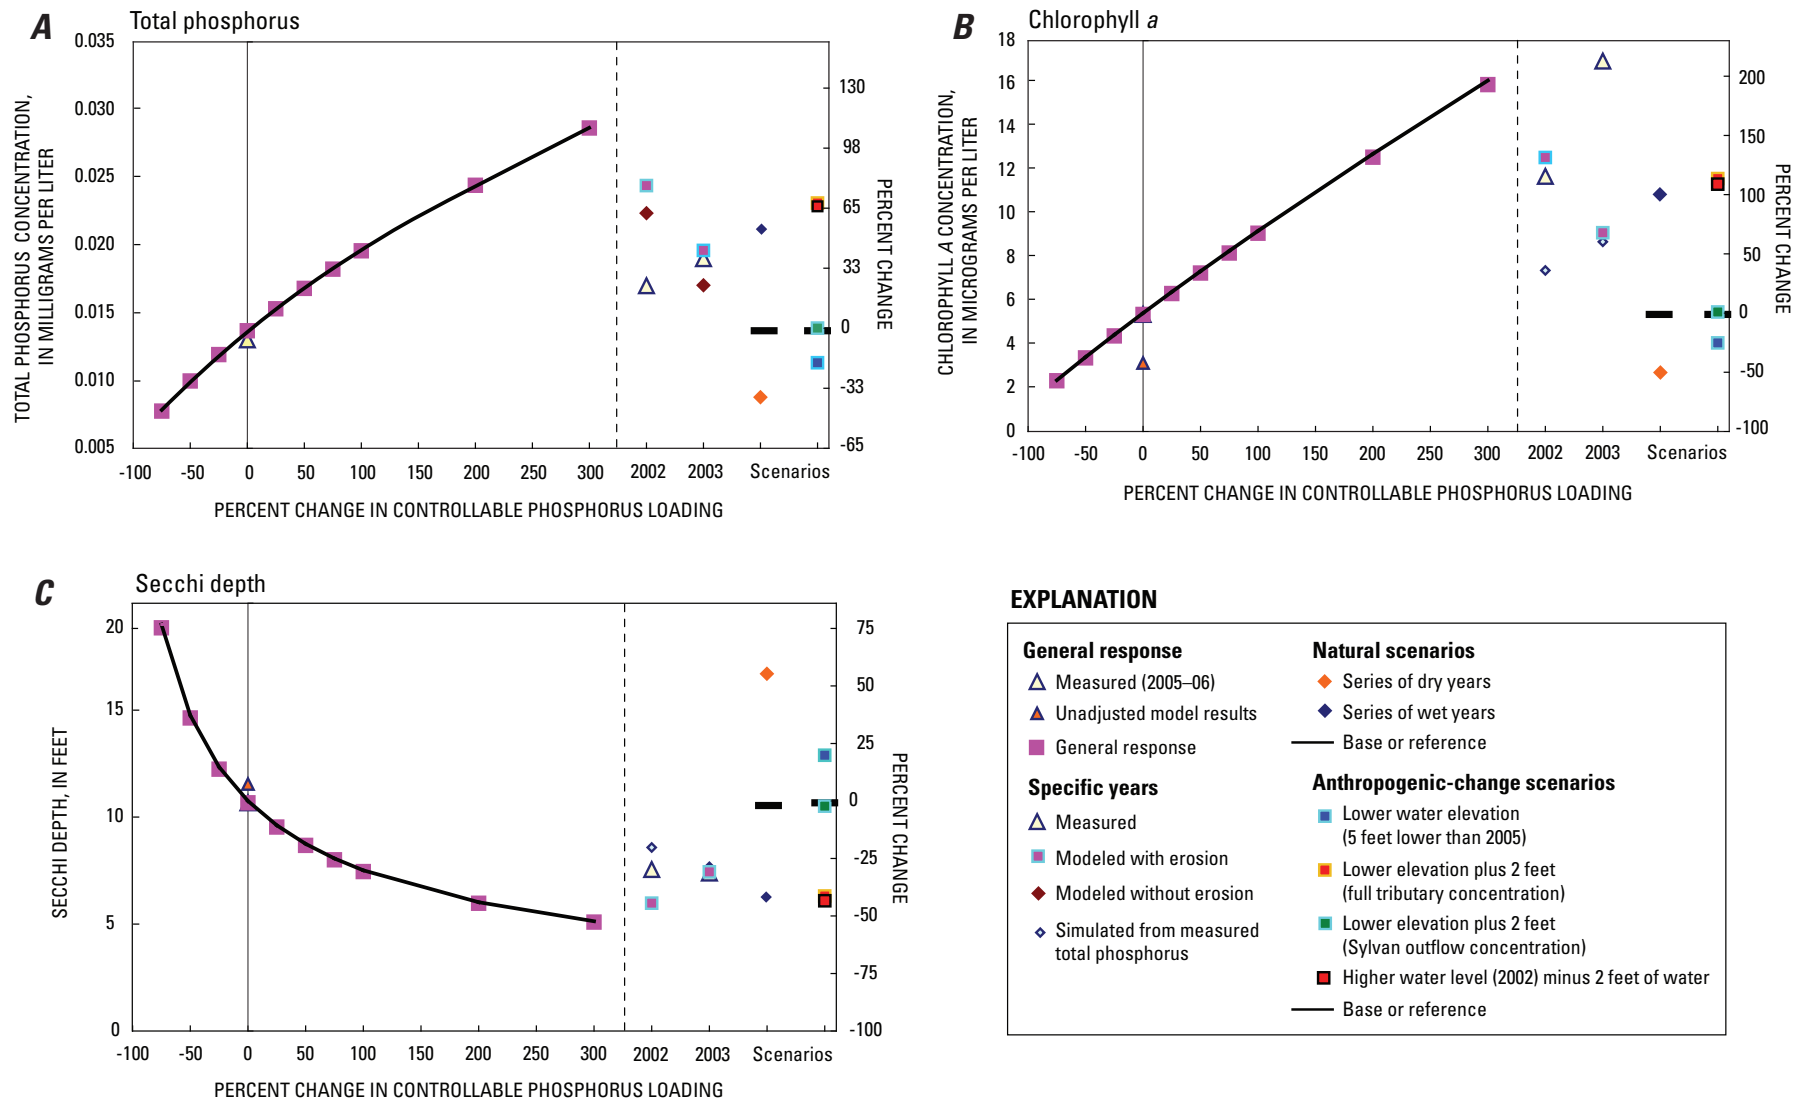 A Total phosphorus
0.035
0.030
0.025
0.020
0.015
0.010
0.005
TOTAL PHOSPHORUS CONCENTRATION,
IN MILLIGRAMS PER LITER
130
98
65
33
0
-33
-65
PERCENT CHANGE
-100 -50 0 50 100 150 200 250 300 2002 2003 Scenarios
PERCENT CHANGE IN CONTROLLABLE PHOSPHORUS LOADING
B Chlorophyll a
18
16
14
12
10
8
6
4
2
0
CHLOROPHYLL A CONCENTRATION,
IN MICROGRAMS PER LITER
200
150
100
50
0
-50
-100
PERCENT CHANGE
-100 -50 0 50 100 150 200 250 300 2002 2003 Scenarios
PERCENT CHANGE IN CONTROLLABLE PHOSPHORUS LOADING
C Secchi depth
20
15
10
5
0
SECCHI DEPTH, IN FEET
75
50
25
0
-25
-50
-75
-100
PERCENT CHANGE
-100 -50 0 50 100 150 200 250 300 2002 2003 Scenarios
PERCENT CHANGE IN CONTROLLABLE PHOSPHORUS LOADING
EXPLANATION
General response
Measured (2005–06)
Unadjusted model results
General response
Specific years
Measured
Modeled with erosion
Modeled without erosion
Simulated from measured
total phosphorus
Natural scenarios
Series of dry years
Series of wet years
Base or reference
Anthropogenic-change scenarios
Lower water elevation
(5 feet lower than 2005)
Lower elevation plus 2 feet
(full tributary concentration)
Lower elevation plus 2 feet
(Sylvan outflow concentration)
Higher water level (2002) minus 2 feet of water
Base or reference